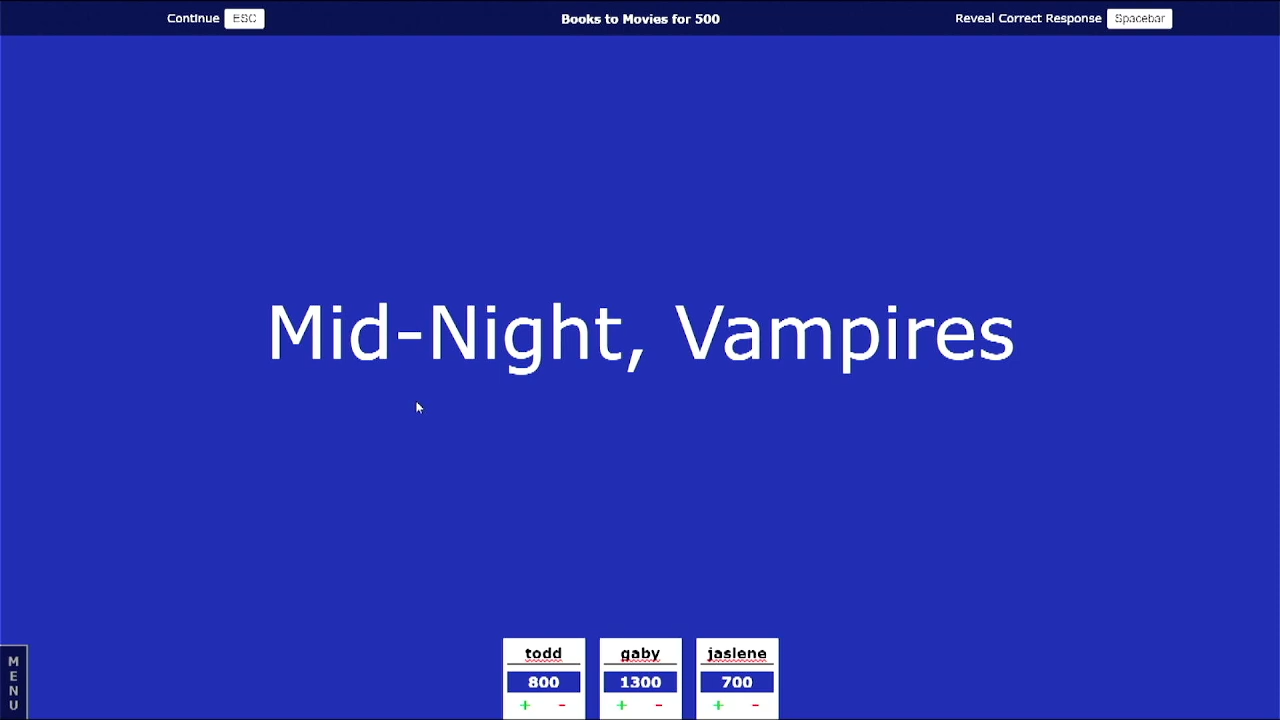 Continue ESC
Books to Movies for 500
Reveal Correct Response Spacebar
Mid-Night, Vampires
MENU
todd gaby jaslene
800 1300 700
+ - + - + -